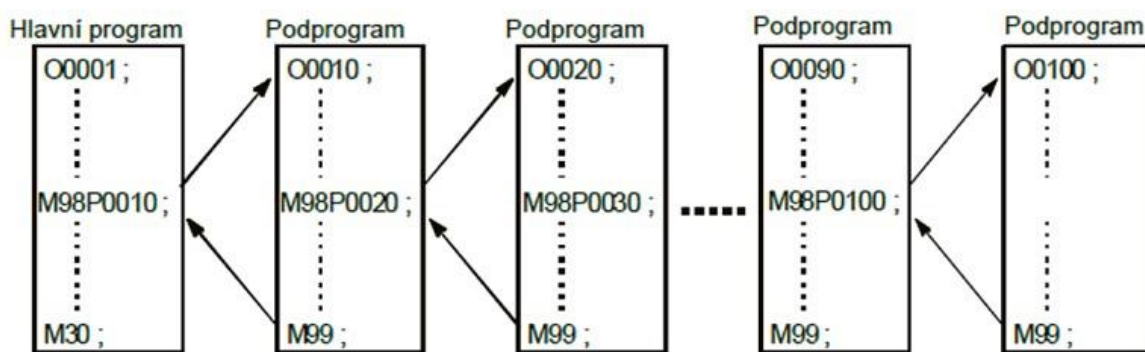 Hlavní program
O0001 ;
M98P0010 ;
M30 ;
Podprogram
O0010 ;
M98P0020 ;
M99 ;
Podprogram
O0020 ;
M98P0030 ;
M99 ;
Podprogram
O0090 ;
M98P0100 ;
M99 ;
Podprogram
O0100 ;
M99 ;